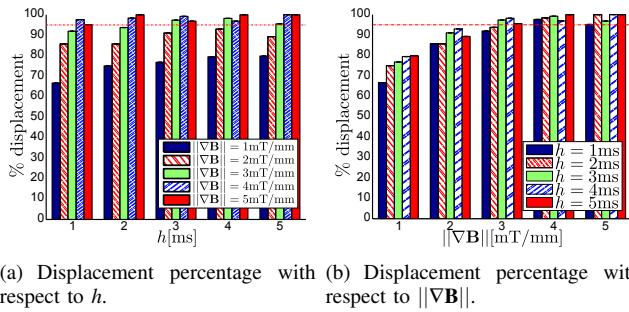 100
90
80
70
60
50
40
30
20
10
0
% displacement
||∇B|| = 1mT/mm
||∇B|| = 2mT/mm
||∇B|| = 3mT/mm
||∇B|| = 4mT/mm
||∇B|| = 5mT/mm
1 2 3 4 5
h[ms]
100
90
80
70
60
50
40
30
20
10
0
% displacement
h = 1ms
h = 2ms
h = 3ms
h = 4ms
h = 5ms
1 2 3 4 5
||∇B||[mT/mm]
(a) Displacement percentage with
respect to h.
(b) Displacement percentage wit
respect to ||∇B||.